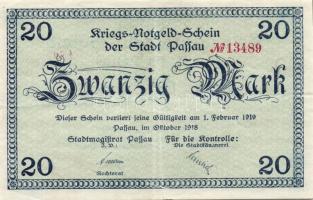 20 Kriegs-Notgeld-Schein 20
der Stadt Passau
№13489
Zwanzig Mark
Dieser Schein verliert seine Gültigkeit am 1. Februar 1919
Passau, im Oktober 1918
Stadtmagistrat Passau Für die Kontrolle:
J. V.: Die Stadtkämmerei
20 Rechtsrat 20